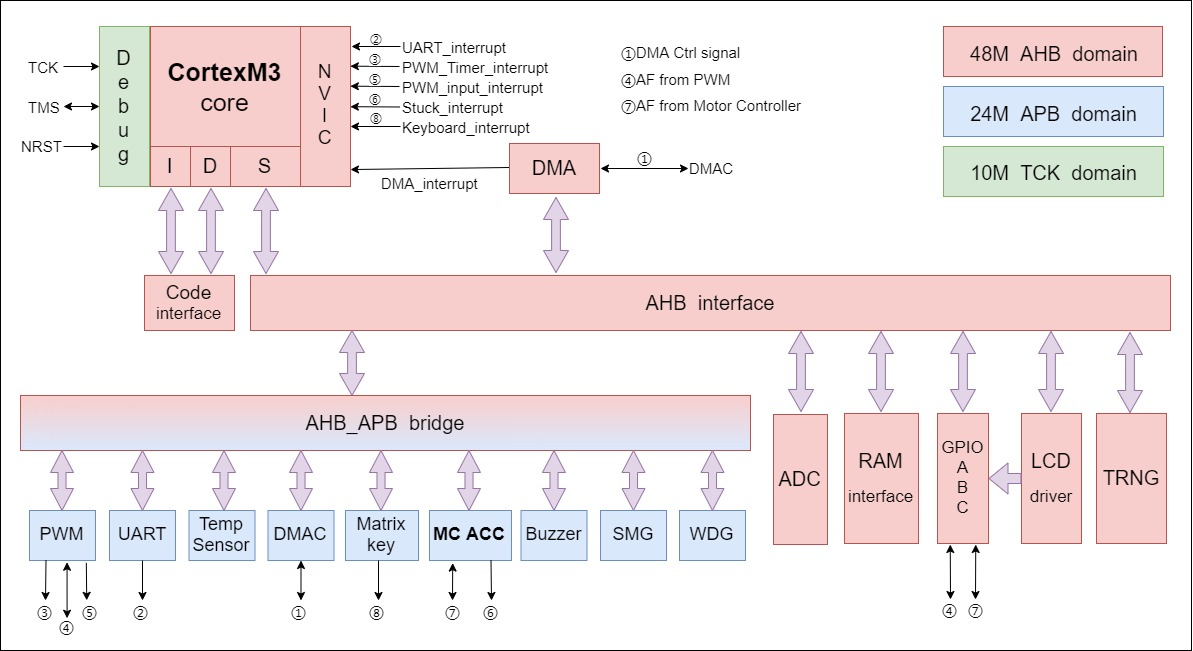 D
e
b
u
g
CortexM3
core
N
V
I
C
I
D
S
TCK
TMS
NRST
② UART_interrupt
③ PWM_Timer_interrupt
⑤ PWM_input_interrupt
⑥ Stuck_interrupt
⑧ Keyboard_interrupt
DMA_interrupt
DMA
①
DMAC
①DMA Ctrl signal
④AF from PWM
⑦AF from Motor Controller
48M AHB domain
24M APB domain
10M TCK domain
Code
interface
AHB interface
AHB_APB bridge
PWM
UART
Temp
Sensor
DMAC
Matrix
key
MC ACC
Buzzer
SMG
WDG
ADC
RAM
interface
GPIO
A
B
C
LCD
driver
TRNG
③
④
⑤
②
①
⑧
⑦
⑥
④
⑦